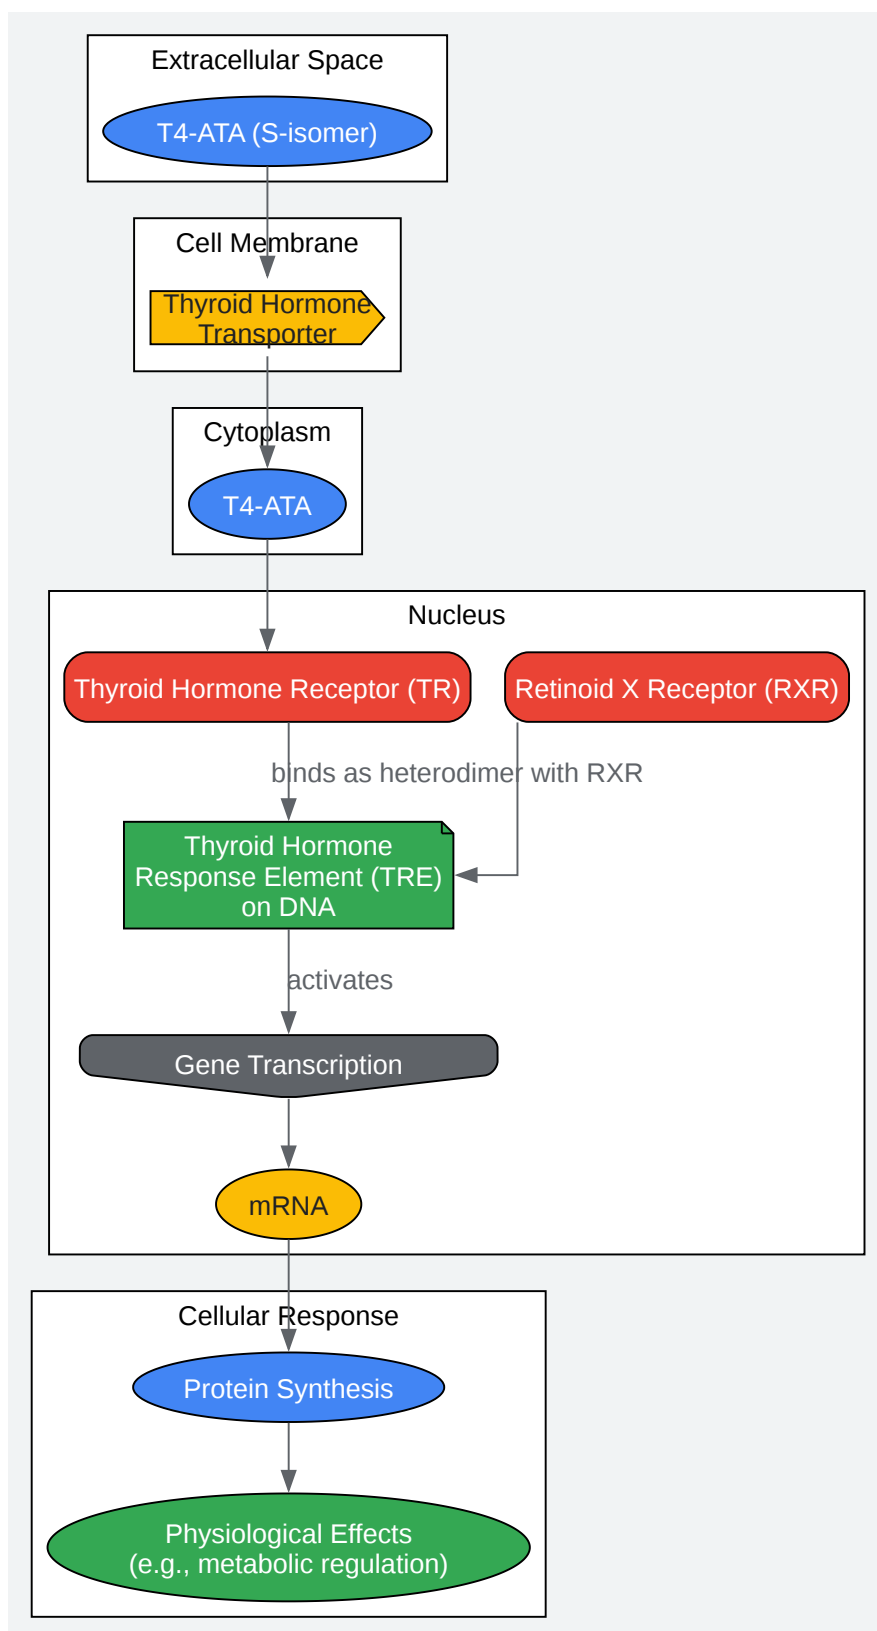 Extracellular Space
T4-ATA (S-isomer)
Cell Membrane
Thyroid Hormone
Transporter
Cytoplasm
T4-ATA
Nucleus
Thyroid Hormone Receptor (TR)
Retinoid X Receptor (RXR)
binds as heterodimer with RXR
Thyroid Hormone
Response Element (TRE)
on DNA
activates
Gene Transcription
mRNA
Cellular Response
Protein Synthesis
Physiological Effects
(e.g., metabolic regulation)